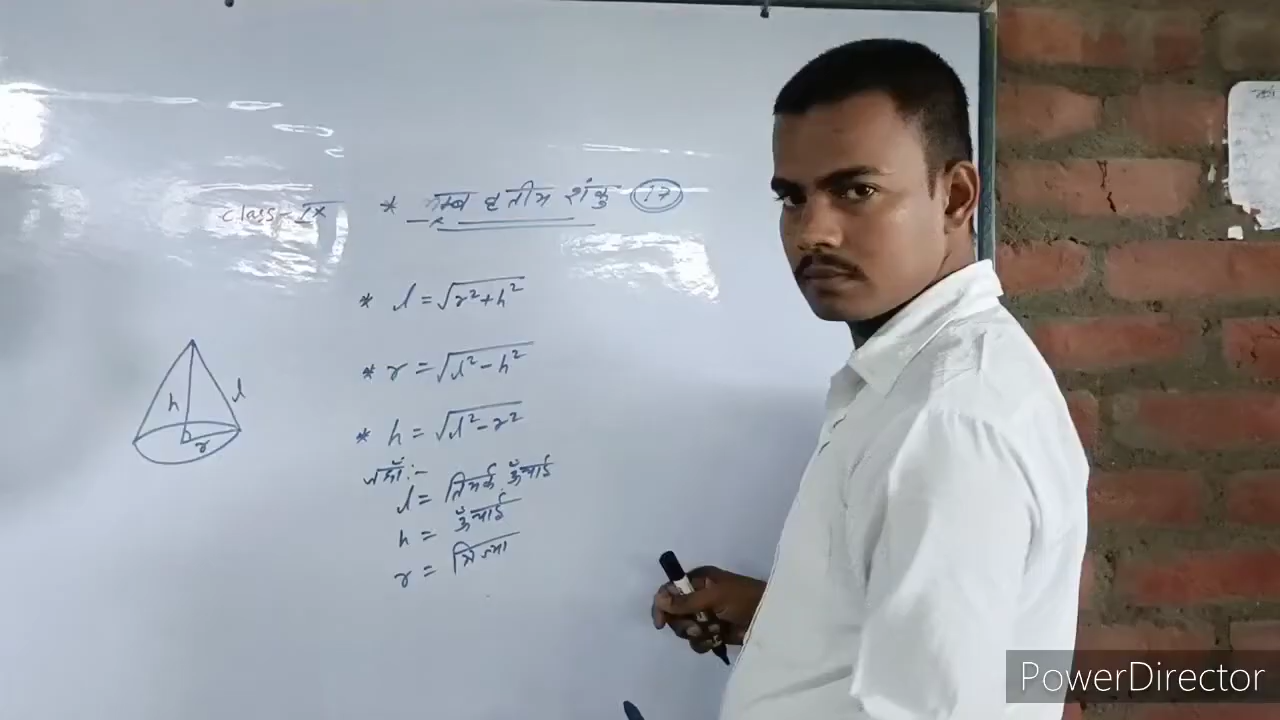 Class-IX
* लम्ब वृतीय शंकु (17)
* l = √r²+h²
* r = √l²-h²
* h = √l²-r²
जहाँ:-
l = तिर्यक ऊँचाई
h = ऊँचाई
r = त्रिज्या
h
l
r
PowerDirector